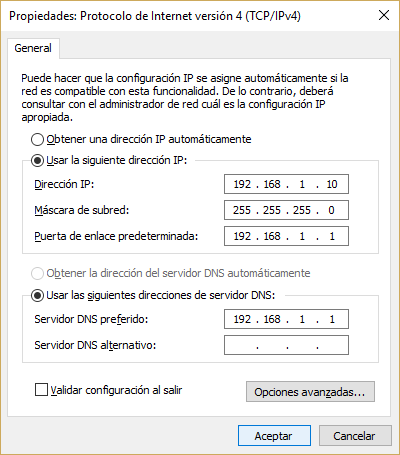 Propiedades: Protocolo de Internet versión 4 (TCP/IPv4)
General
Puede hacer que la configuración IP se asigne automáticamente si la
red es compatible con esta funcionalidad. De lo contrario, deberá
consultar con el administrador de red cuál es la configuración IP
apropiada.
Obtener una dirección IP automáticamente
Usar la siguiente dirección IP:
Dirección IP: 192 . 168 . 1 . 10
Máscara de subred: 255 . 255 . 255 . 0
Puerta de enlace predeterminada: 192 . 168 . 1 . 1
Obtener la dirección del servidor DNS automáticamente
Usar las siguientes direcciones de servidor DNS:
Servidor DNS preferido: 192 . 168 . 1 . 1
Servidor DNS alternativo: . . .
Validar configuración al salir
Opciones avanzadas...
Aceptar Cancelar